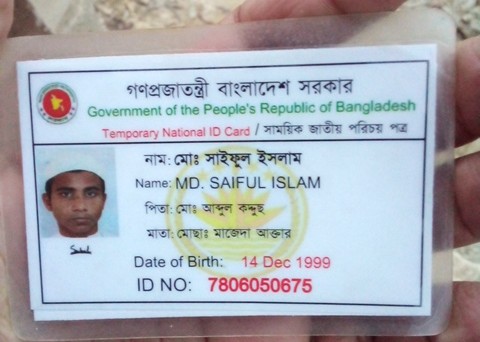 গণপ্রজাতন্ত্রী বাংলাদেশ সরকার
Government of the People's Republic of Bangladesh
Temporary National ID Card / সাময়িক জাতীয় পরিচয় পত্র
নাম: মোঃ সাইফুল ইসলাম
Name: MD. SAIFUL ISLAM
পিতা: মোঃ আব্দুল কদ্দুছ
মাতা: মোছাঃ মাজেদা আক্তার
Date of Birth: 14 Dec 1999
ID NO: 7806050675